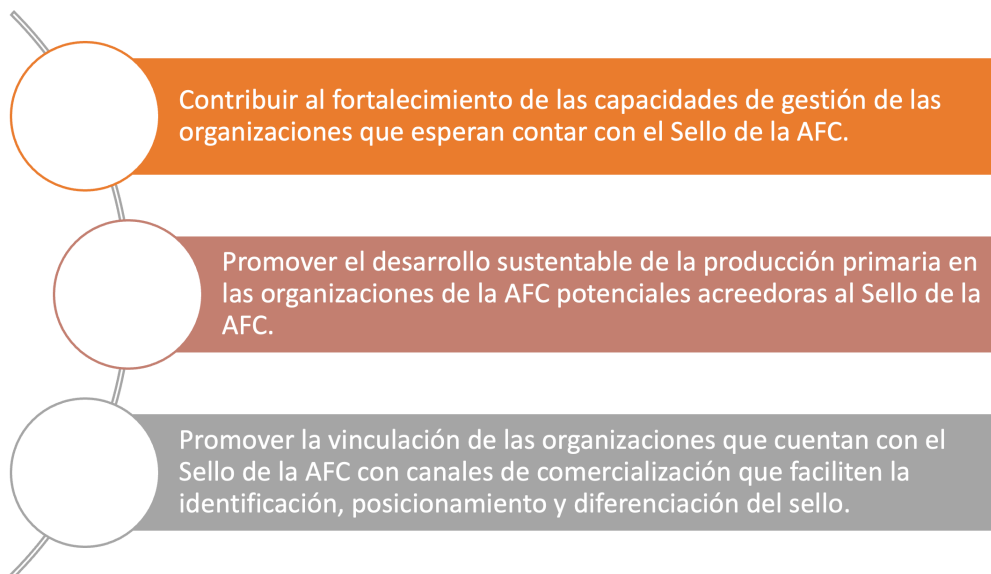 Contribuir al fortalecimiento de las capacidades de gestión de las
organizaciones que esperan contar con el Sello de la AFC.
Promover el desarrollo sustentable de la producción primaria en
las organizaciones de la AFC potenciales acreedoras al Sello de la
AFC.
Promover la vinculación de las organizaciones que cuentan con el
Sello de la AFC con canales de comercialización que faciliten la
identificación, posicionamiento y diferenciación del sello.